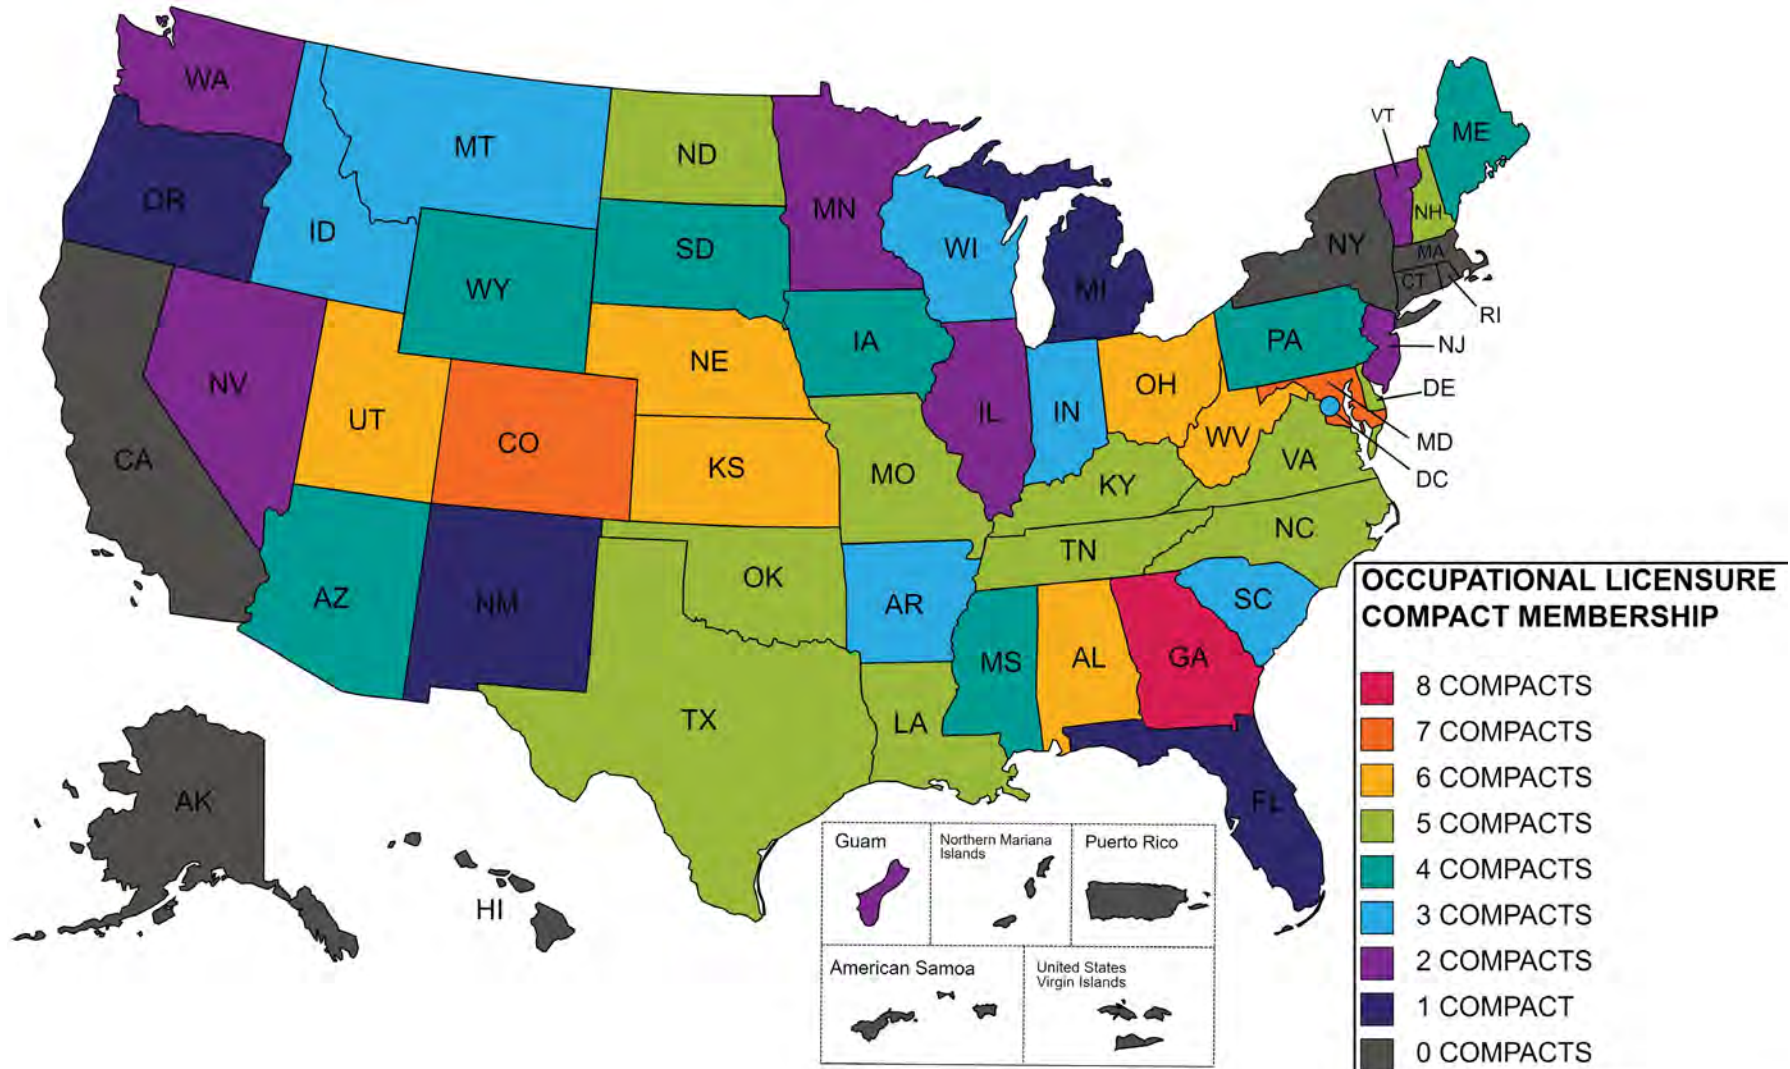 WA
MT
ND
OR
ID
MN
SD
WI
WY
MI
VT
ME
NH
NY
MA
CT
RI
NJ
DE
MD
DC
IA
PA
NE
NV
UT
CO
OH
IL
IN
WV
VA
CA
KS
MO
KY
NC
TN
OK
AZ
NM
AR
SC
MS
AL
GA
TX
LA
FL
AK
HI
Guam
Northern Mariana
Islands
Puerto Rico
American Samoa
United States
Virgin Islands
OCCUPATIONAL LICENSURE
COMPACT MEMBERSHIP
8 COMPACTS
7 COMPACTS
6 COMPACTS
5 COMPACTS
4 COMPACTS
3 COMPACTS
2 COMPACTS
1 COMPACT
0 COMPACTS